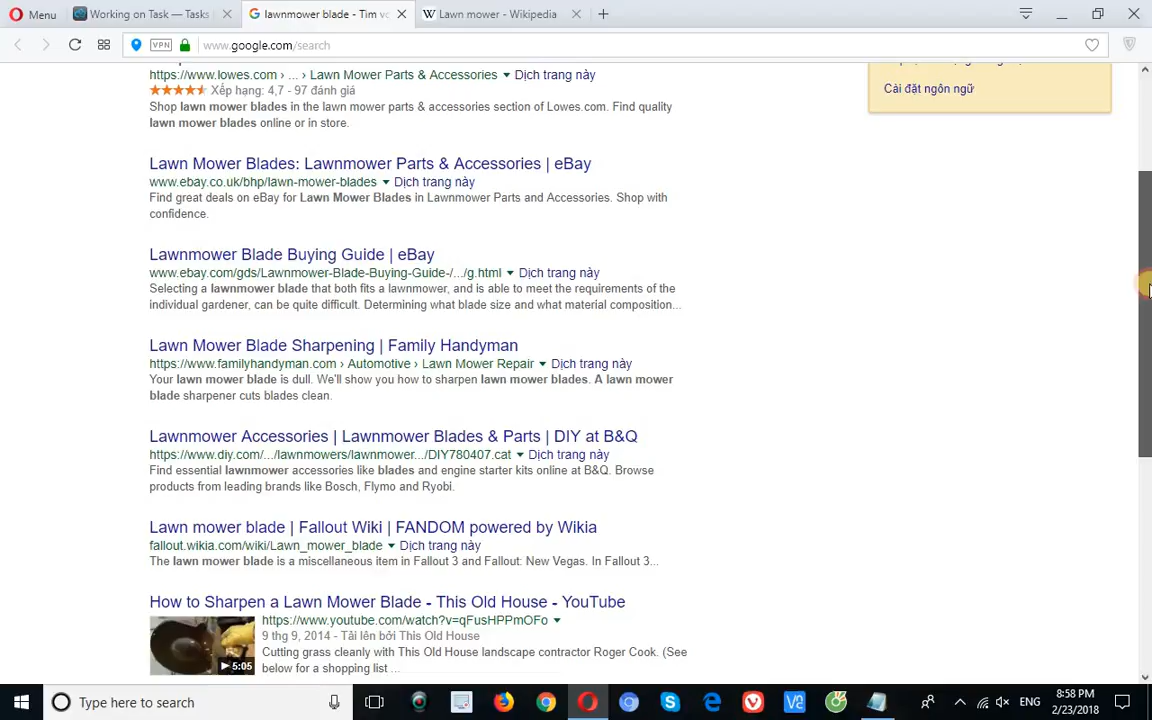 Menu
Working on Task — Tasks
lawnmower blade - Tìm v
Lawn mower - Wikipedia
VPN
www.google.com/search
https://www.lowes.com › ... › Lawn Mower Parts & Accessories ▼ Dịch trang này
Xếp hạng: 4,7 - 97 đánh giá
Shop lawn mower blades in the lawn mower parts & accessories section of Lowes.com. Find quality
lawn mower blades online or in store.
Cài đặt ngôn ngữ
Lawn Mower Blades: Lawnmower Parts & Accessories | eBay
www.ebay.co.uk/bhp/lawn-mower-blades ▼ Dịch trang này
Find great deals on eBay for Lawn Mower Blades in Lawnmower Parts and Accessories. Shop with
confidence.
Lawnmower Blade Buying Guide | eBay
www.ebay.com/gds/Lawnmower-Blade-Buying-Guide-/.../g.html ▼ Dịch trang này
Selecting a lawnmower blade that both fits a lawnmower, and is able to meet the requirements of the
individual gardener, can be quite difficult. Determining what blade size and what material composition...
Lawn Mower Blade Sharpening | Family Handyman
https://www.familyhandyman.com › Automotive › Lawn Mower Repair ▼ Dịch trang này
Your lawn mower blade is dull. We'll show you how to sharpen lawn mower blades. A lawn mower
blade sharpener cuts blades clean.
Lawnmower Accessories | Lawnmower Blades & Parts | DIY at B&Q
https://www.diy.com/.../lawnmowers/lawnmower.../DIY780407.cat ▼ Dịch trang này
Find essential lawnmower accessories like blades and engine starter kits online at B&Q. Browse
products from leading brands like Bosch, Flymo and Ryobi.
Lawn mower blade | Fallout Wiki | FANDOM powered by Wikia
fallout.wikia.com/wiki/Lawn_mower_blade ▼ Dịch trang này
The lawn mower blade is a miscellaneous item in Fallout 3 and Fallout: New Vegas. In Fallout 3...
How to Sharpen a Lawn Mower Blade - This Old House - YouTube
https://www.youtube.com/watch?v=qFusHPPmOFo ▼
9 thg 9, 2014 - Tải lên bởi This Old House
Cutting grass cleanly with This Old House landscape contractor Roger Cook. (See
below for a shopping list ...
5:05
Type here to search
ENG
8:58 PM
2/23/2018